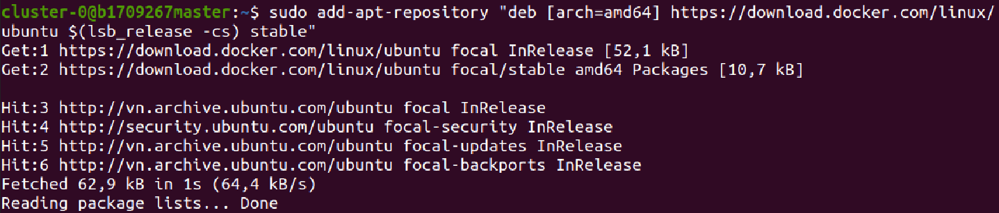 cluster-0@b1709267master:~$ sudo add-apt-repository "deb [arch=amd64] https://download.docker.com/linux/
ubuntu $(lsb_release -cs) stable"
Get:1 https://download.docker.com/linux/ubuntu focal InRelease [52,1 kB]
Get:2 https://download.docker.com/linux/ubuntu focal/stable amd64 Packages [10,7 kB]
Hit:3 http://vn.archive.ubuntu.com/ubuntu focal InRelease
Hit:4 http://security.ubuntu.com/ubuntu focal-security InRelease
Hit:5 http://vn.archive.ubuntu.com/ubuntu focal-updates InRelease
Hit:6 http://vn.archive.ubuntu.com/ubuntu focal-backports InRelease
Fetched 62,9 kB in 1s (64,4 kB/s)
Reading package lists... Done